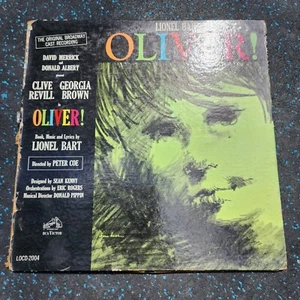 THE ORIGINAL BROADWAY
CAST RECORDING
DAVID MERRICK
and
DONALD ALBERT
present
CLIVE GEORGIA
REVILL BROWN
in
OLIVER!
Book, Music and Lyrics by
LIONEL BART
Directed by PETER COE
Designed by SEAN KENNY
Orchestrations by ERIC ROGERS
Musical Director DONALD PIPPIN
RCA VICTOR
LOCD-2004
LIONEL BART'S
OLIVER!